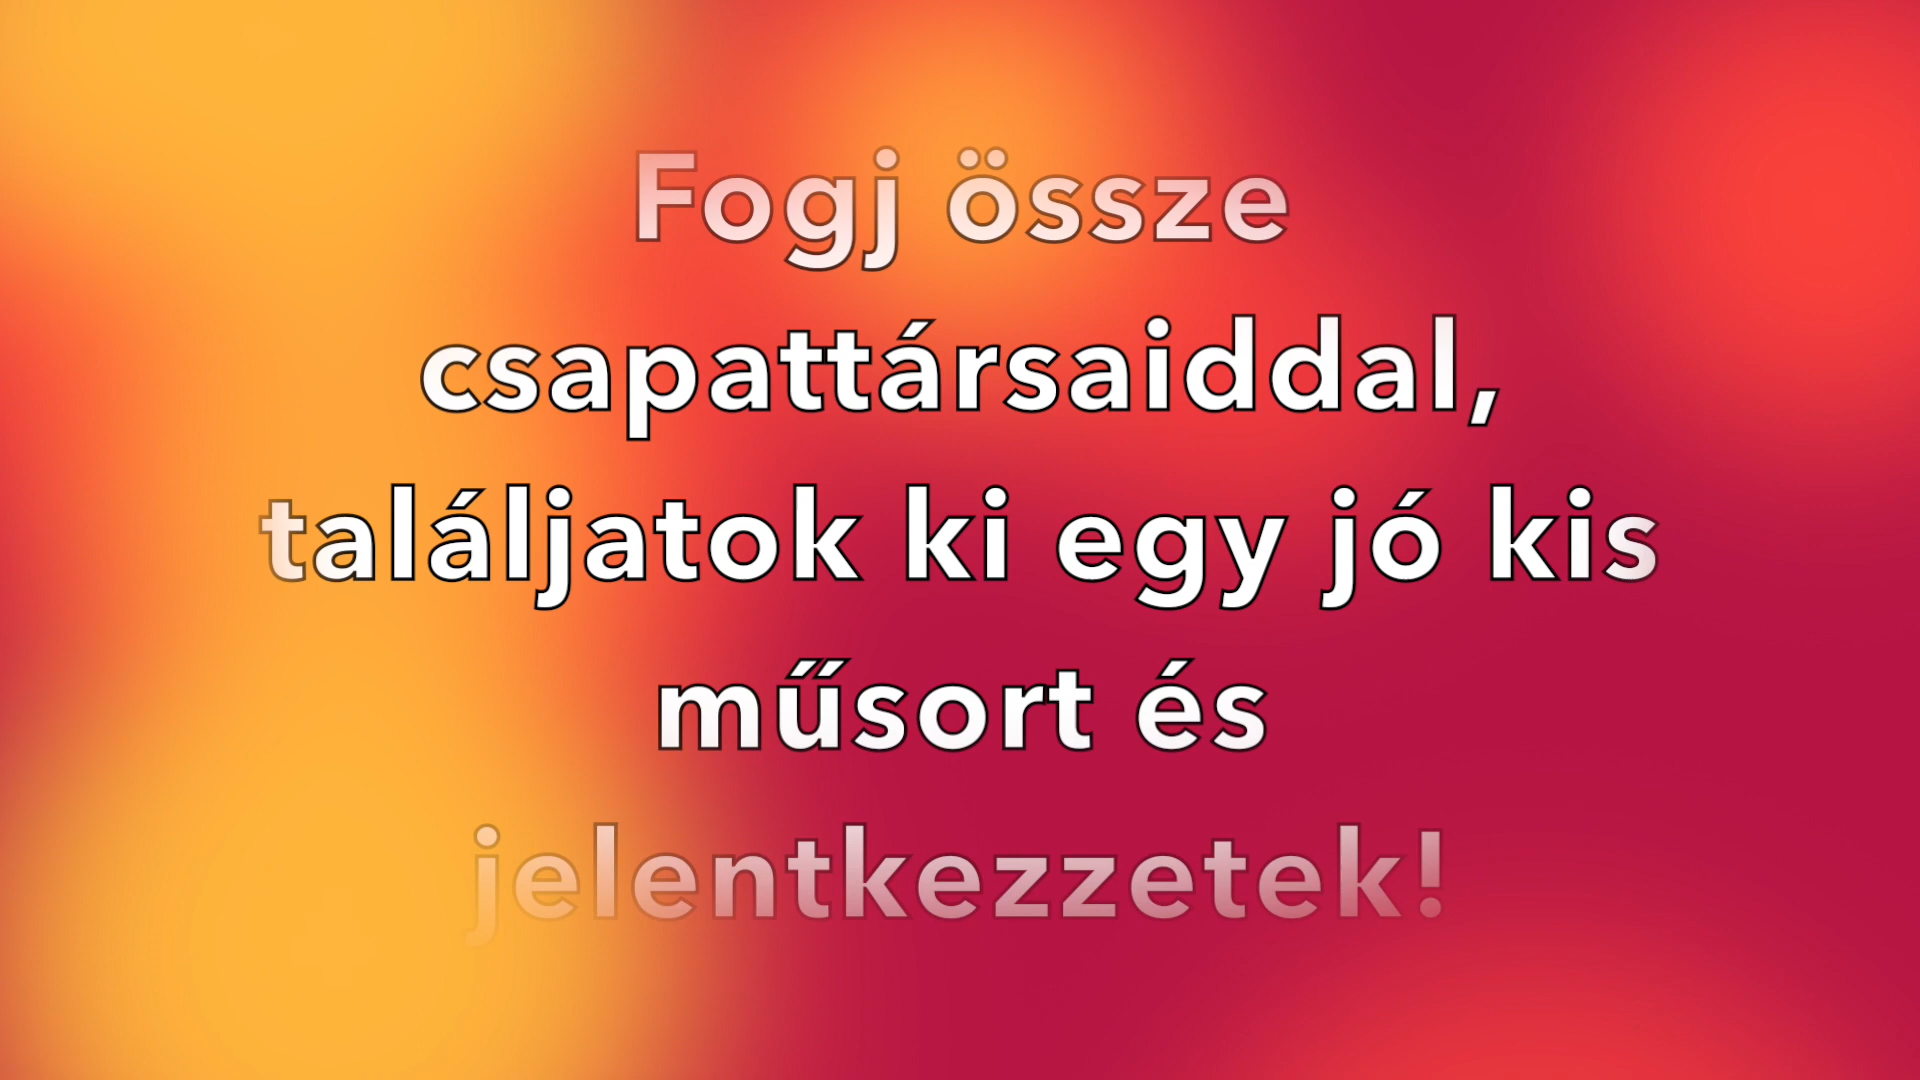 Fogj össze
csapattársaiddal,
találjatok ki egy jó kis
műsort és
jelentkezzetek!